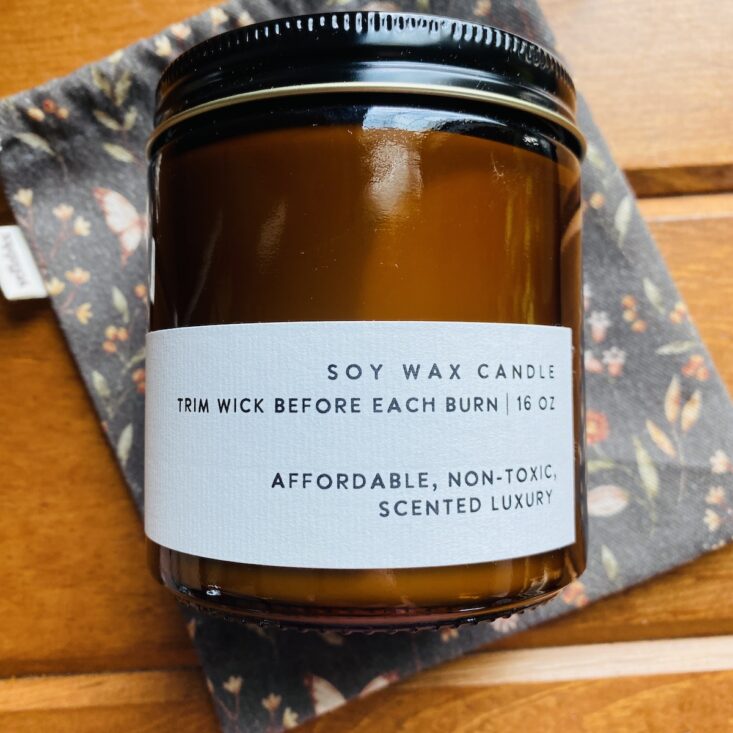 SOY WAX CANDLE
TRIM WICK BEFORE EACH BURN | 16 OZ
AFFORDABLE, NON-TOXIC,
SCENTED LUXURY